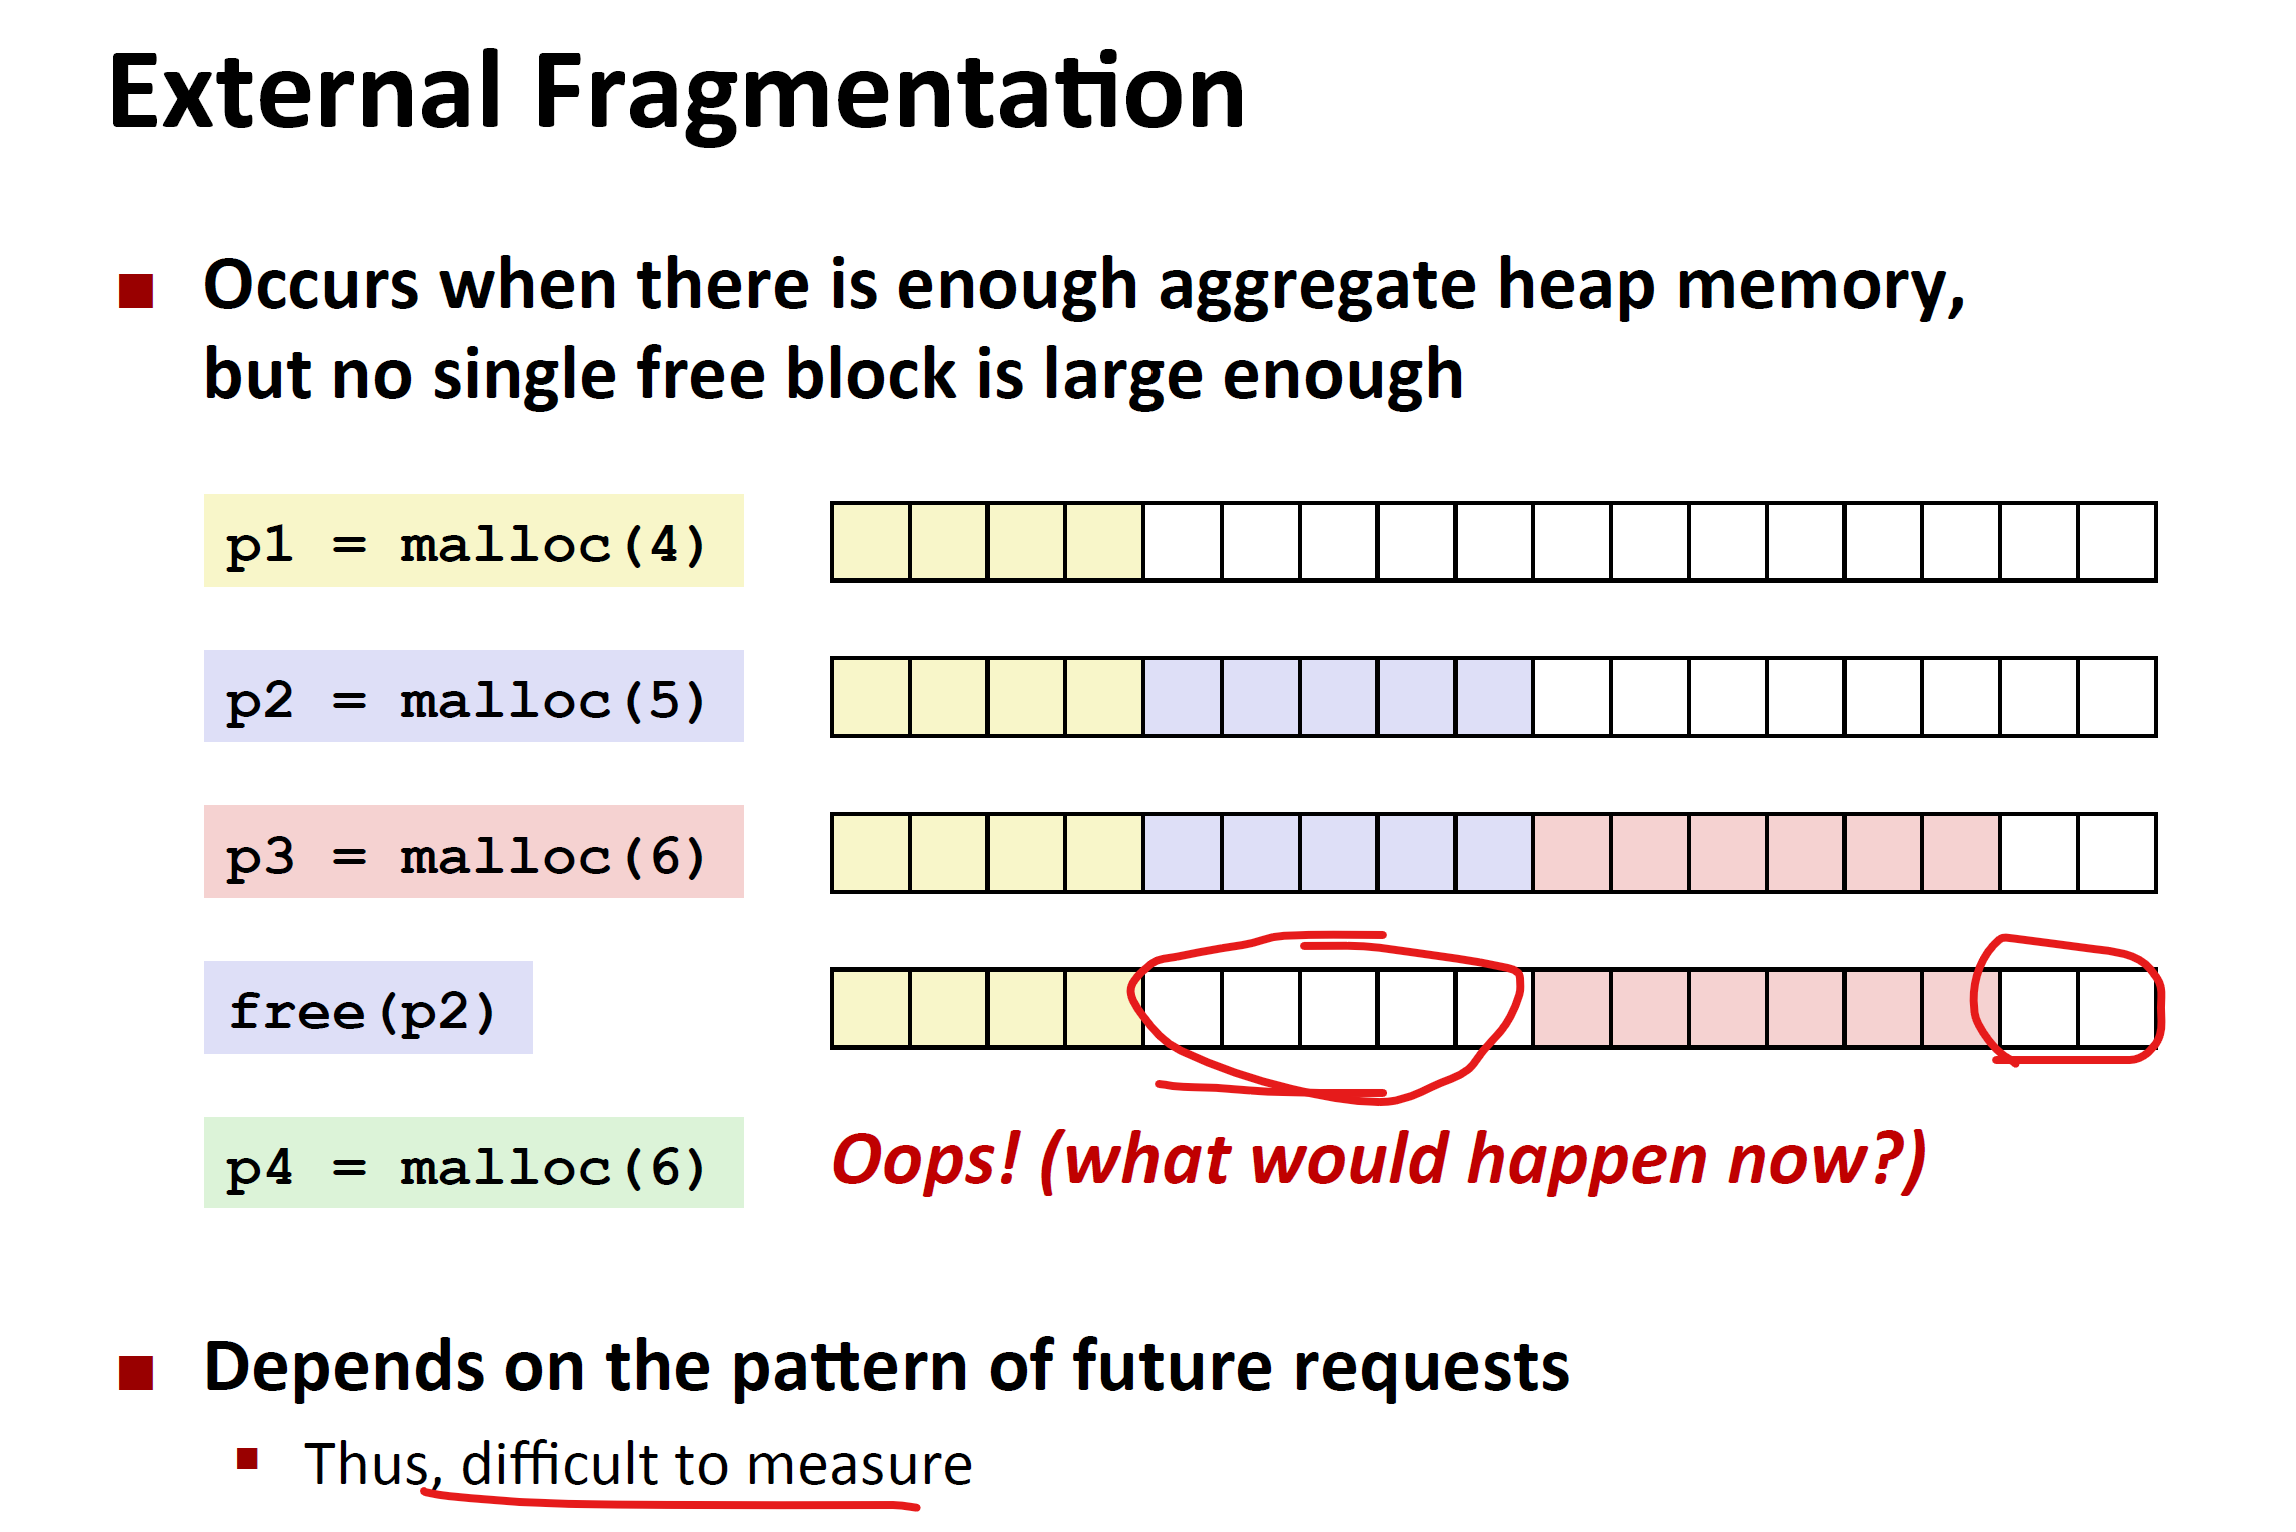 External Fragmentation
Occurs when there is enough aggregate heap memory,
but no single free block is large enough
p1 = malloc(4)
p2 = malloc(5)
p3 = malloc(6)
free(p2)
p4 = malloc(6)
Oops! (what would happen now?)
Depends on the pattern of future requests
Thus, difficult to measure